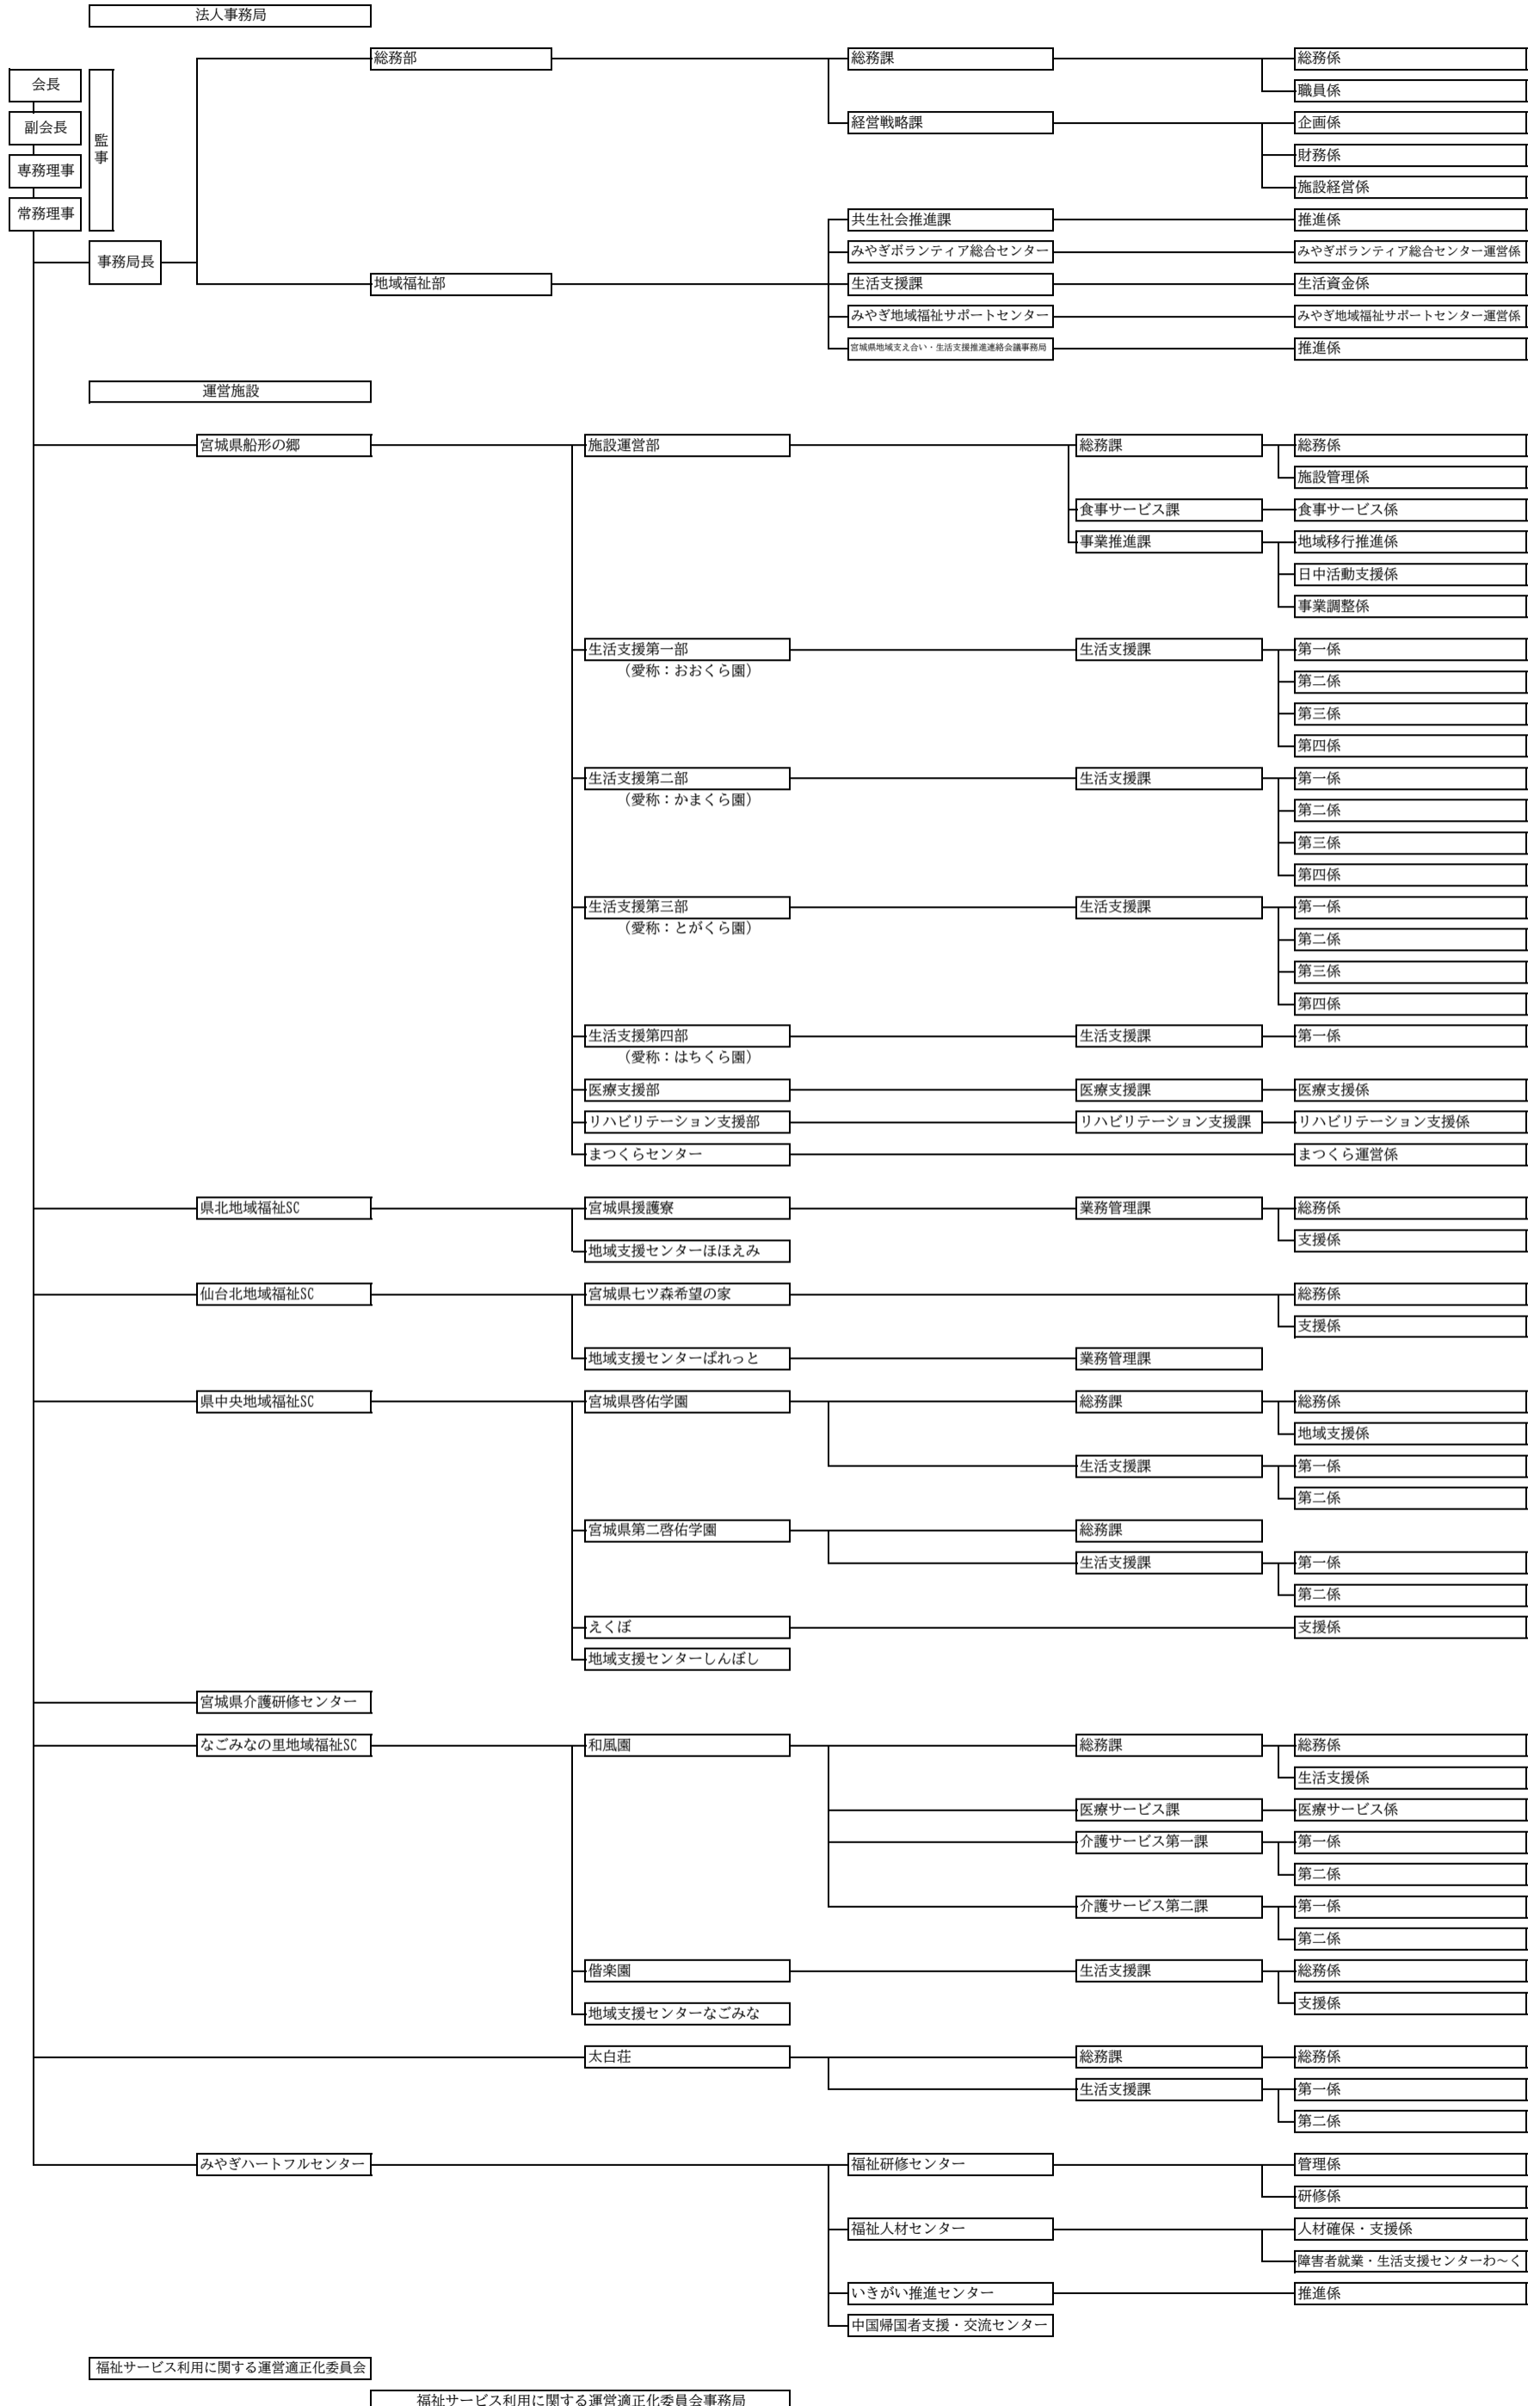 法人事務局
会長
副会長
専務理事
常務理事
監事
事務局長
総務部
総務課
総務係
職員係
経営戦略課
企画係
財務係
施設経営係
地域福祉部
共生社会推進課
推進係
みやぎボランティア総合センター
みやぎボランティア総合センター運営係
生活支援課
生活資金係
みやぎ地域福祉サポートセンター
みやぎ地域福祉サポートセンター運営係
宮城県地域支え合い・生活支援推進連絡会議事務局
推進係
運営施設
宮城県船形の郷
施設運営部
総務課
総務係
施設管理係
食事サービス課
食事サービス係
事業推進課
地域移行推進係
日中活動支援係
事業調整係
生活支援第一部
（愛称：おおくら園）
生活支援課
第一係
第二係
第三係
第四係
生活支援第二部
（愛称：かまくら園）
生活支援課
第一係
第二係
第三係
第四係
生活支援第三部
（愛称：とがくら園）
生活支援課
第一係
第二係
第三係
第四係
生活支援第四部
（愛称：はちくら園）
生活支援課
第一係
医療支援部
医療支援課
医療支援係
リハビリテーション支援部
リハビリテーション支援課
リハビリテーション支援係
まつくらセンター
まつくら運営係
県北地域福祉SC
宮城県援護寮
業務管理課
総務係
支援係
地域支援センターほほえみ
仙台北地域福祉SC
宮城県七ツ森希望の家
総務係
支援係
地域支援センターぱれっと
業務管理課
県中央地域福祉SC
宮城県啓佑学園
総務課
総務係
地域支援係
生活支援課
第一係
第二係
宮城県第二啓佑学園
総務課
生活支援課
第一係
第二係
えくぼ
支援係
地域支援センターしんぼし
宮城県介護研修センター
なごみなの里地域福祉SC
和風園
総務課
総務係
生活支援係
医療サービス課
医療サービス係
介護サービス第一課
第一係
第二係
介護サービス第二課
第一係
第二係
偕楽園
生活支援課
総務係
支援係
地域支援センターなごみな
太白荘
総務課
総務係
生活支援課
第一係
第二係
みやぎハートフルセンター
福祉研修センター
管理係
研修係
福祉人材センター
人材確保・支援係
障害者就業・生活支援センターわ～く
いきがい推進センター
推進係
中国帰国者支援・交流センター
福祉サービス利用に関する運営適正化委員会
福祉サービス利用に関する運営適正化委員会事務局